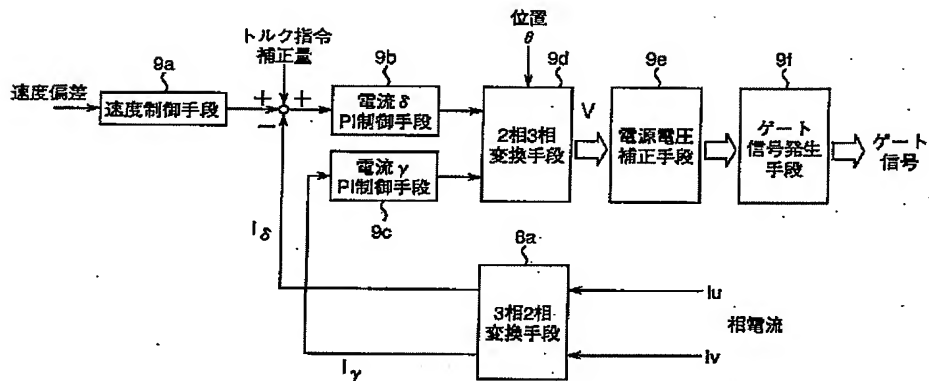 トルク指令
補正量
位置
θ
9a
9b
9d
9e
9f
速度偏差
速度制御手段
+
+
−
電流δ
PI制御手段
2相3相
変換手段
V
電源電圧
補正手段
ゲート
信号発生
手段
ゲート
信号
電流γ
PI制御手段
9c
Iδ
8a
3相2相
変換手段
Iu
相電流
Iv
Iγ